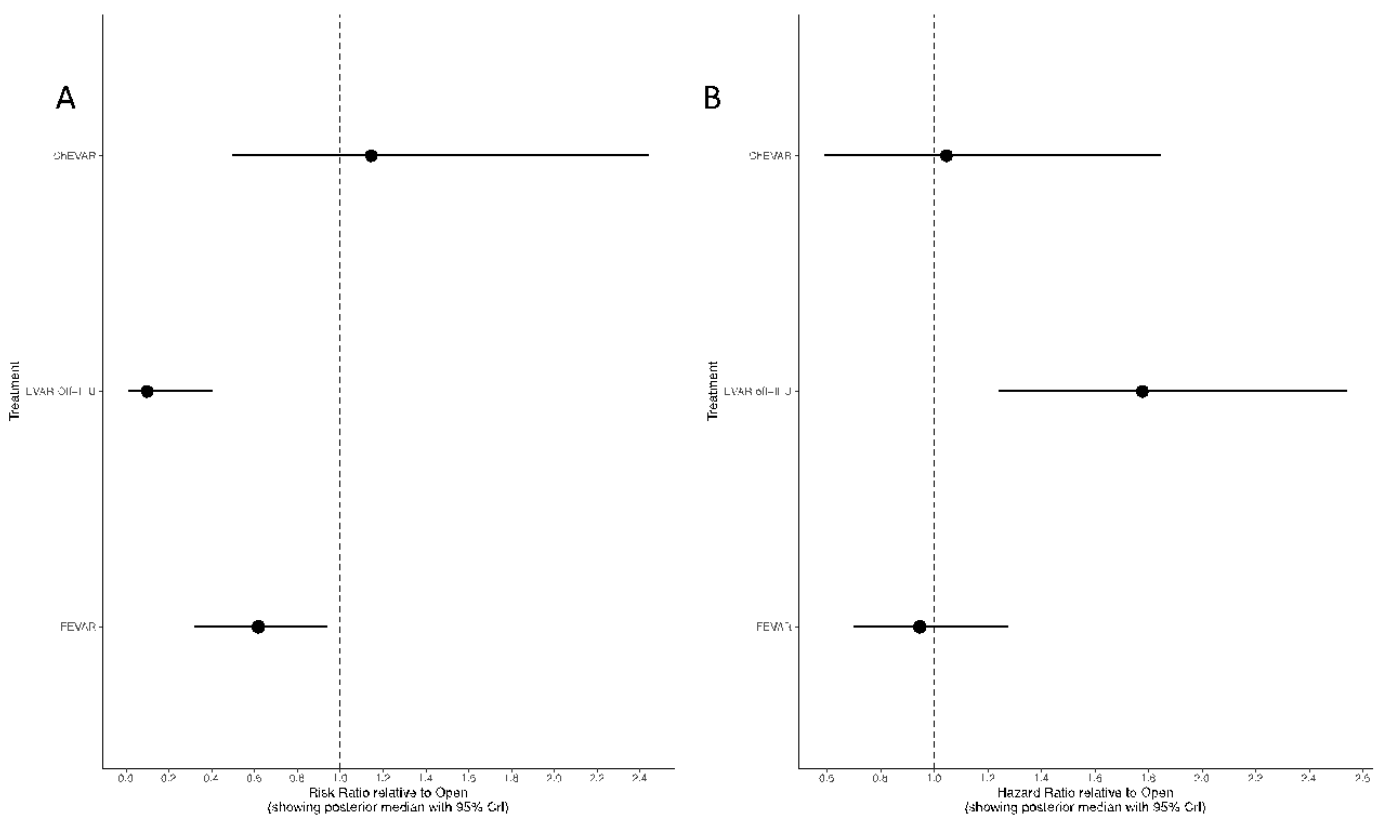 A
B
ChEVAR
ChEVAR
Treatment
Treatment
FEVAR
FEVAR
0.0 0.2 0.4 0.6 0.8 1.0 1.2 1.4 1.6 1.8 2.0 2.2 2.4
0.6 0.8 1.0 1.2 1.4 1.6 1.8 2.0 2.2 2.4 2.6
Risk Ratio relative to Open
(showing posterior median with 95% CrI)
Hazard Ratio relative to Open
(showing posterior median with 95% CrI)